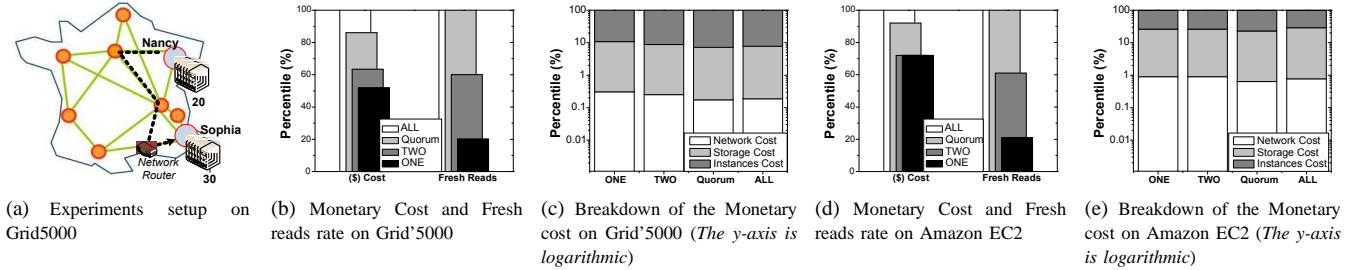 Nancy
20
Sophia
Network
Router
30
(a) Experiments setup on
Grid5000
Percentile (%)
100
80
60
40
20
0
ALL
Quorum
TWO
ONE
($) Cost
Fresh Reads
(b) Monetary Cost and Fresh
reads rate on Grid'5000
Percentile (%)
100
10
1
0.1
0.01
Network Cost
Storage Cost
Instances Cost
ONE
TWO
Quorum
ALL
(c) Breakdown of the Monetary
cost on Grid'5000 (The y-axis is
logarithmic)
Percentile (%)
100
80
60
40
20
0
ALL
Quorum
TWO
ONE
($) Cost
Fresh Reads
(d) Monetary Cost and Fresh
reads rate on Amazon EC2
Percentile (%)
100
10
1
0.1
0.01
Network Cost
Storage Cost
Instances Cost
ONE
TWO
Quorum
ALL
(e) Breakdown of the Monetary
cost on Amazon EC2 (The y-axis
is logarithmic)